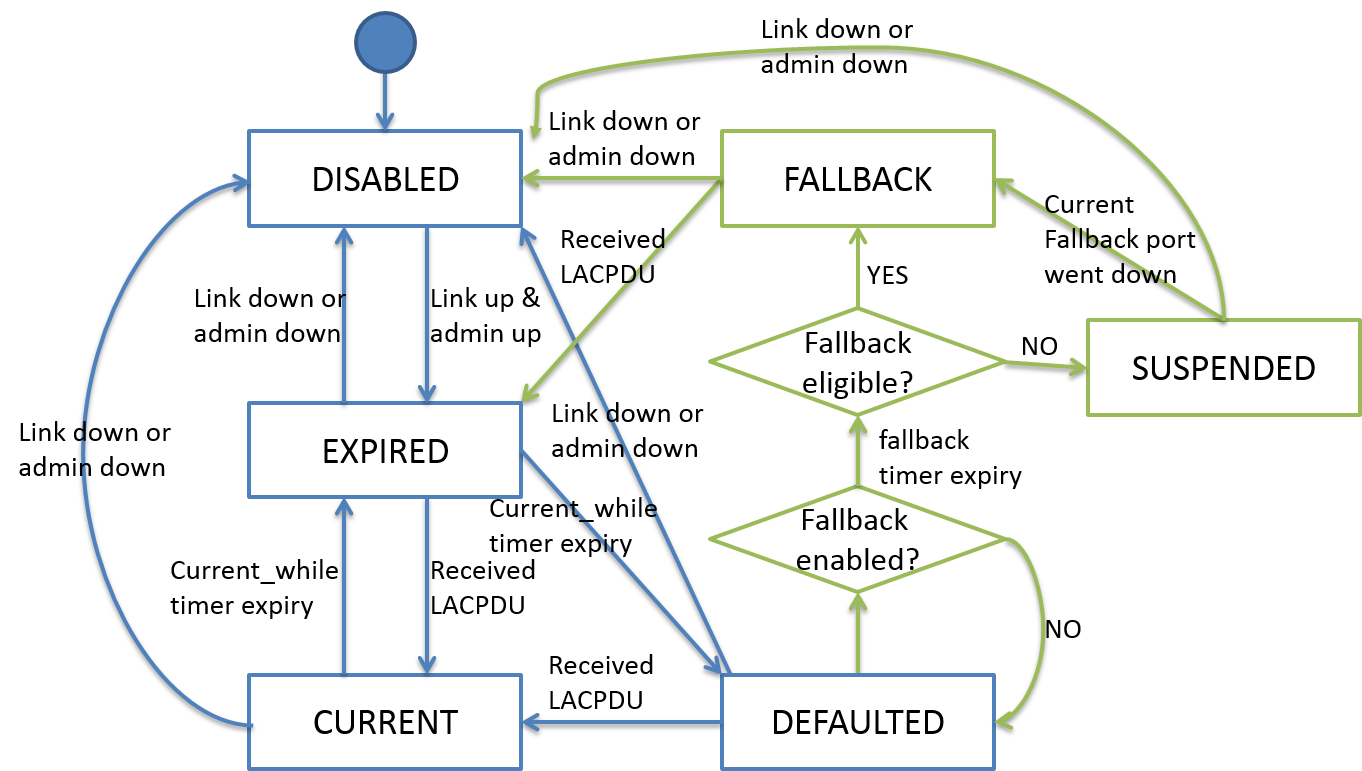 Link down or
admin down
Link down or
admin down
DISABLED
FALLBACK
Current
Fallback port
went down
Received
LACPDU
YES
Link down or
admin down
Link up &
admin up
Fallback
eligible?
NO
SUSPENDED
Link down or
admin down
Link down or
admin down
EXPIRED
fallback
timer expiry
Current_while
timer expiry
Fallback
enabled?
Current_while
timer expiry
Received
LACPDU
NO
Received
LACPDU
CURRENT
DEFAULTED